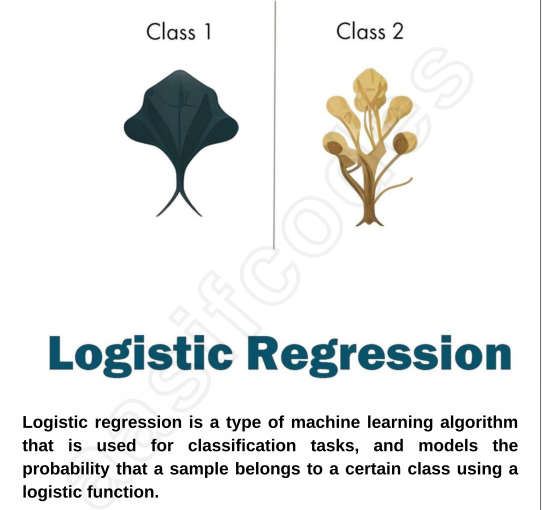 Class 1
Class 2
Logistic Regression
Logistic regression is a type of machine learning algorithm
that is used for classification tasks, and models the
probability that a sample belongs to a certain class using a
logistic function.
aasifcodes